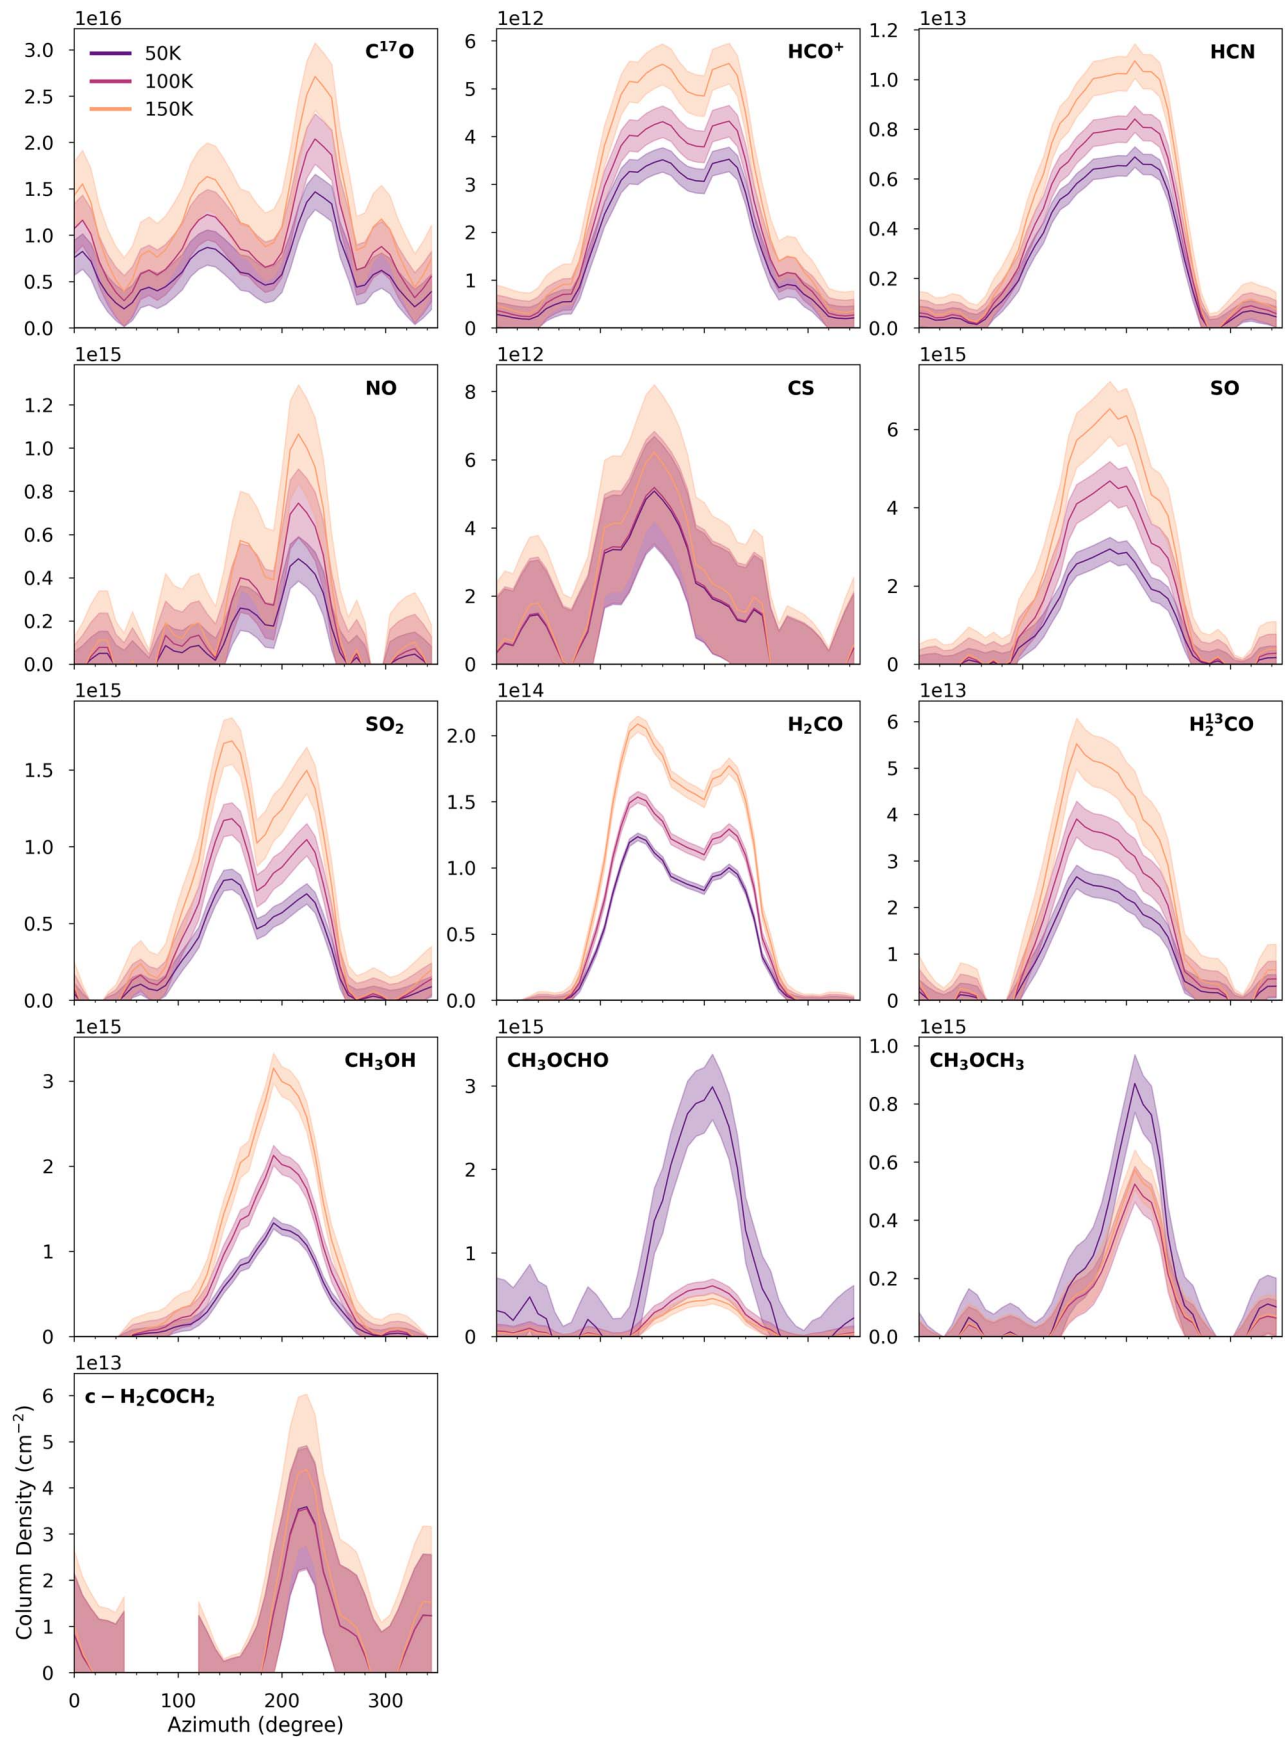 1e16
C¹⁷O
50K
100K
150K
3.0
2.5
2.0
1.5
1.0
0.5
0.0
1e12
HCO⁺
6
5
4
3
2
1
0
1e13
HCN
1.2
1.0
0.8
0.6
0.4
0.2
0.0
1e15
NO
1.2
1.0
0.8
0.6
0.4
0.2
0.0
1e12
CS
8
6
4
2
0
1e15
SO
6
4
2
0
1e15
SO₂
1.5
1.0
0.5
0.0
1e14
H₂CO
2.0
1.5
1.0
0.5
0.0
1e13
H₂¹³CO
6
5
4
3
2
1
0
1e15
CH₃OH
3
2
1
0
1e15
CH₃OCHO
3
2
1
0
1e15
CH₃OCH₃
1.0
0.8
0.6
0.4
0.2
0.0
1e13
c − H₂COCH₂
6
5
4
3
2
1
0
Column Density (cm⁻²)
0 100 200 300
Azimuth (degree)